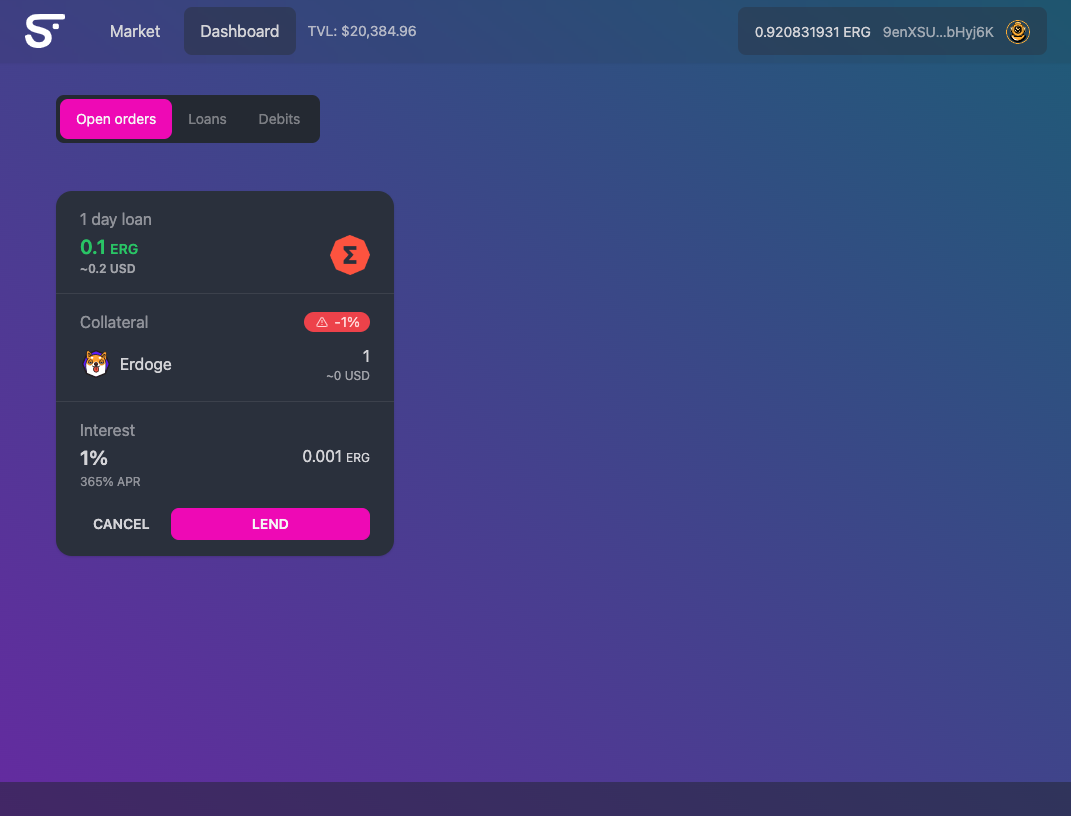 Market Dashboard TVL: $20,384.96 0.920831931 ERG 9enXSU...bHyj6K
Open orders Loans Debits
1 day loan
0.1 ERG
~0.2 USD
Σ
Collateral -1%
Erdoge 1
~0 USD
Interest
1% 0.001 ERG
365% APR
CANCEL LEND